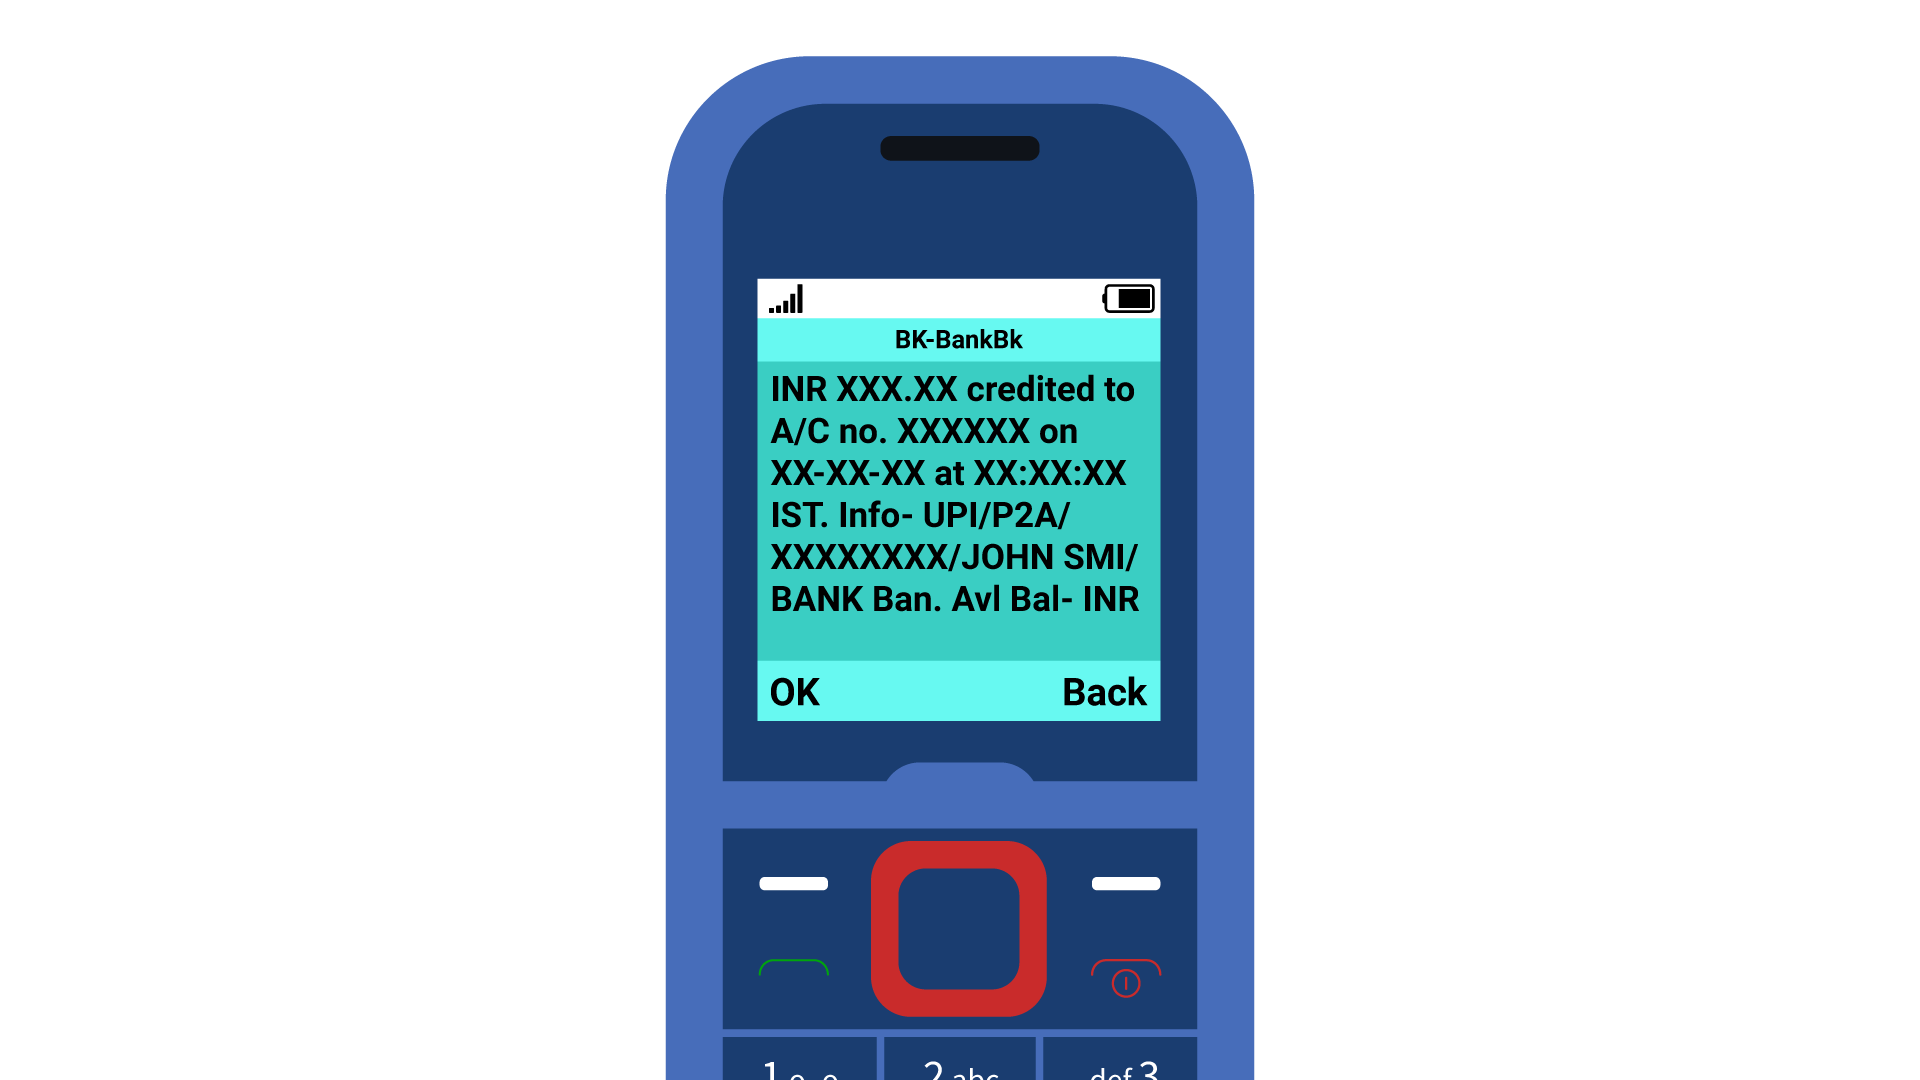 BK-BankBk
INR XXX.XX credited to
A/C no. XXXXXX on
XX-XX-XX at XX:XX:XX
IST. Info- UPI/P2A/
XXXXXXXX/JOHN SMI/
BANK Ban. Avl Bal- INR
OK Back
1 2 abc def 3